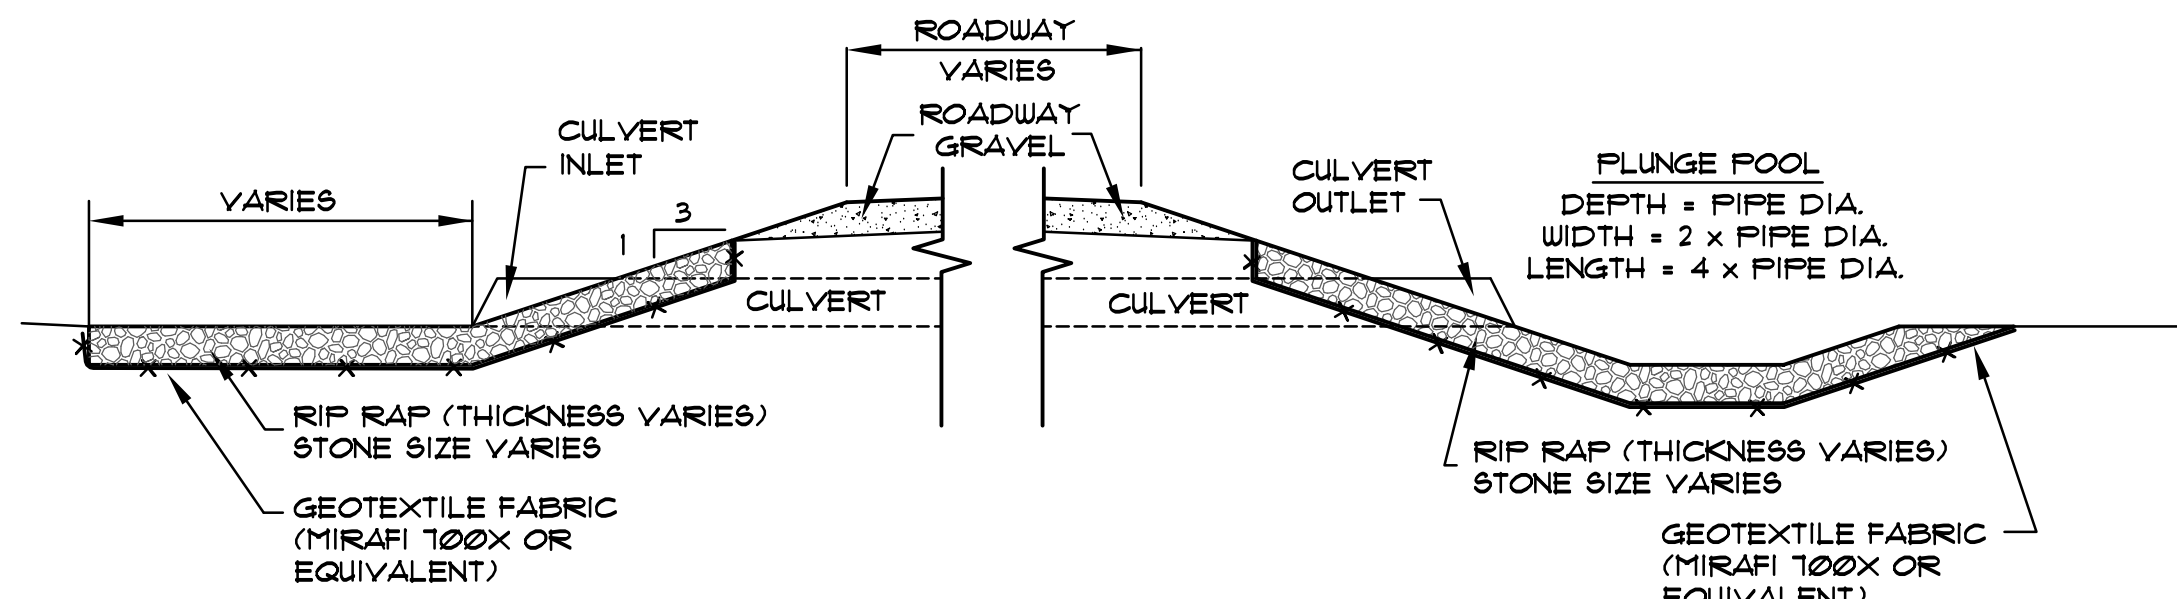 ROADWAY
VARIES
ROADWAY
GRAVEL
CULVERT
INLET
VARIES
3
1
CULVERT
CULVERT
CULVERT
OUTLET
PLUNGE POOL
DEPTH = PIPE DIA.
WIDTH = 2 x PIPE DIA.
LENGTH = 4 x PIPE DIA.
RIP RAP (THICKNESS VARIES)
STONE SIZE VARIES
GEOTEXTILE FABRIC
(MIRAFI 700X OR
EQUIVALENT)
RIP RAP (THICKNESS VARIES)
STONE SIZE VARIES
GEOTEXTILE FABRIC
(MIRAFI 700X OR
EQUIVALENT)